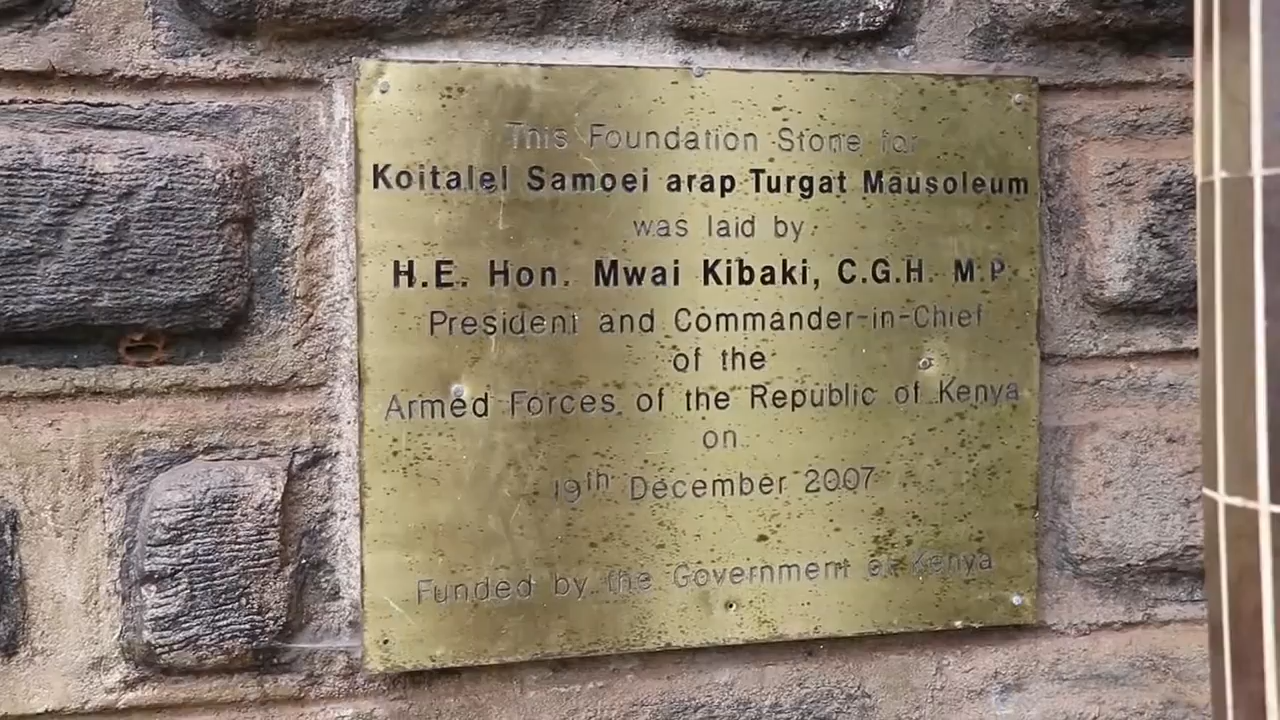 This Foundation Stone for
Koitalel Samoei arap Turgat Mausoleum
was laid by
H.E. Hon. Mwai Kibaki, C.G.H. M.P.
President and Commander-in-Chief
of the
Armed Forces of the Republic of Kenya
on
19th December 2007
Funded by the Government of Kenya